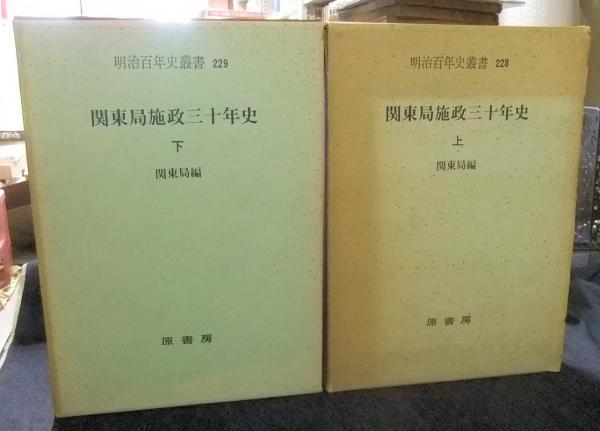 明治百年史叢書 229
関東局施政三十年史
下
関東局編
原書房
明治百年史叢書 228
関東局施政三十年史
上
関東局編
原書房